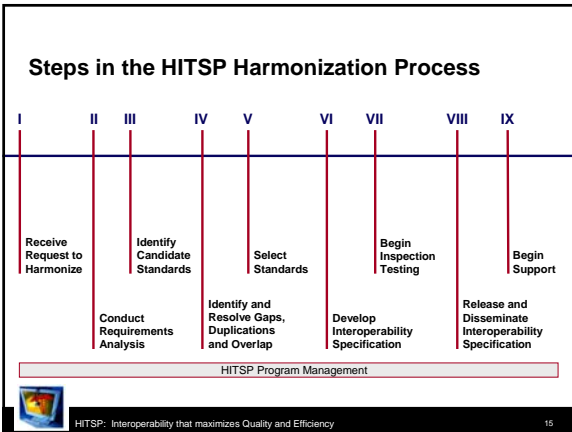 Steps in the HITSP Harmonization Process
I II III IV V VI VII VIII IX
Receive
Request to
Harmonize
Conduct
Requirements
Analysis
Identify
Candidate
Standards
Identify and
Resolve Gaps,
Duplications
and Overlap
Select
Standards
Develop
Interoperability
Specification
Begin
Inspection
Testing
Release and
Disseminate
Interoperability
Specification
Begin
Support
HITSP Program Management
HITSP: Interoperability that maximizes Quality and Efficiency
15